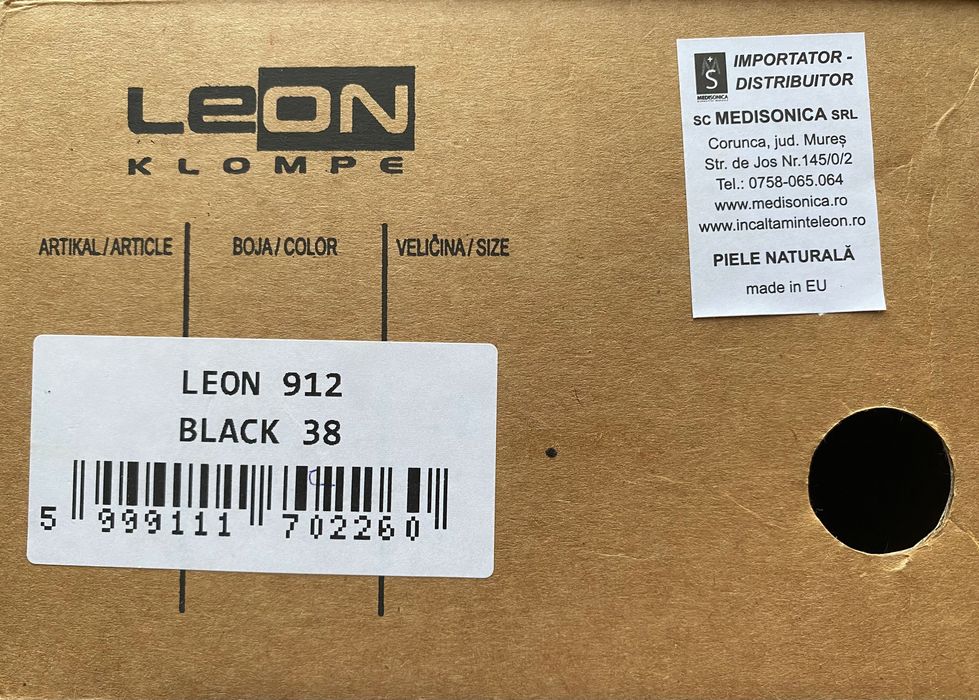 LeON
KLOMPE
ARTIKAL/ARTICLE
BOJA/COLOR
VELIČINA/SIZE
LEON 912
BLACK 38
5 999111 702260
S
MEDISONICA
IMPORTATOR -
DISTRIBUITOR
SC MEDISONICA SRL
Corunca, jud. Mureș
Str. de Jos Nr.145/0/2
Tel.: 0758-065.064
www.medisonica.ro
www.incaltaminteleon.ro
PIELE NATURALĂ
made in EU